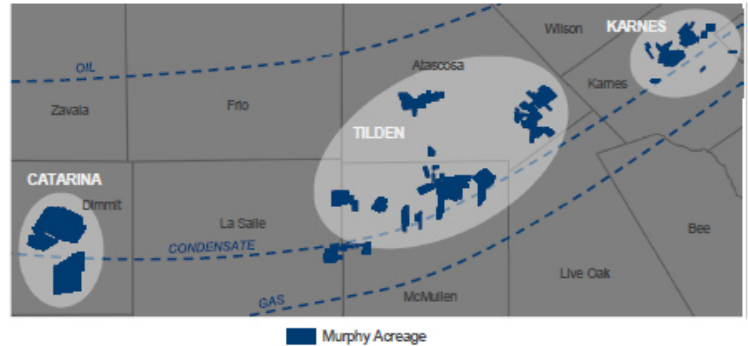 KARNES
Wilson
OIL
Atascosa
Karnes
Zavala
Frio
TILDEN
CATARINA
Dimmit
La Salle
CONDENSATE
Bee
GAS
McMullen
Live Oak
Murphy Acreage